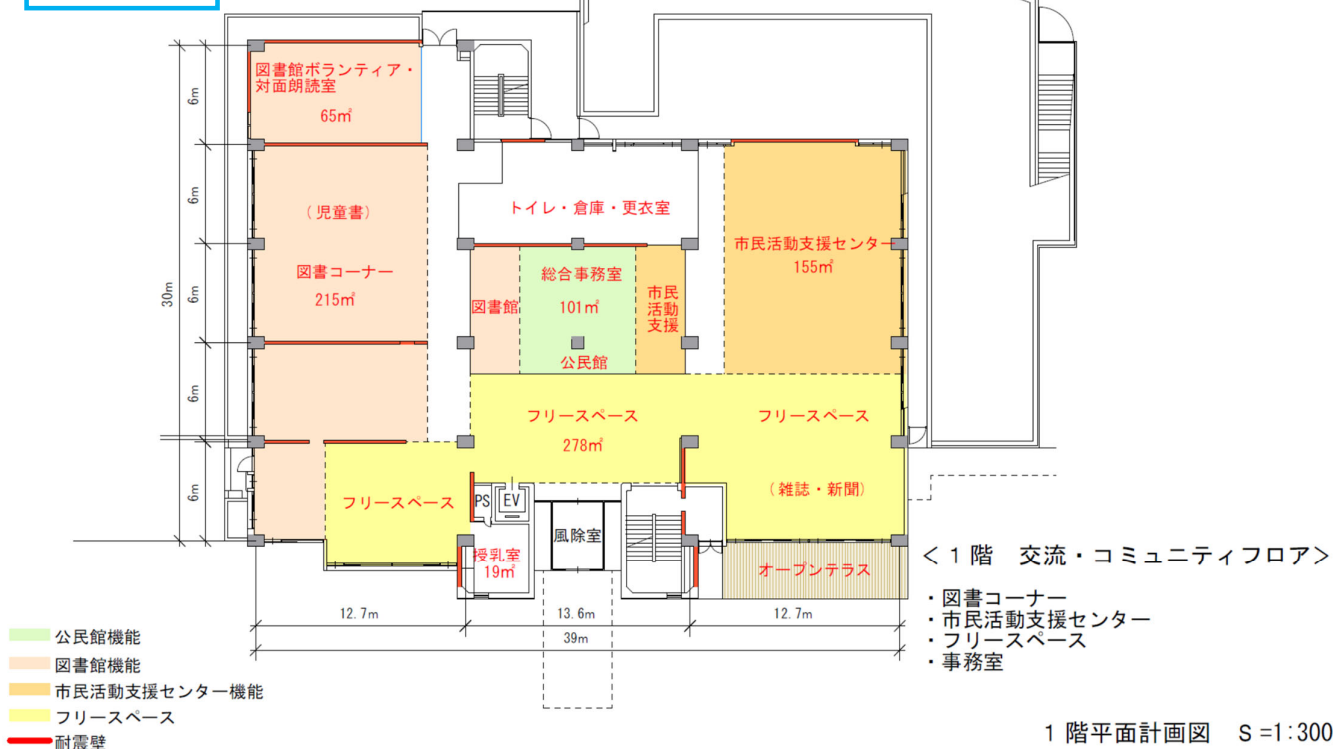 図書館ボランティア・
対面朗読室
65㎡
6m
6m
(児童書)
トイレ・倉庫・更衣室
市民活動支援センター
155㎡
図書コーナー
215㎡
総合事務室
101㎡
図書館
市民
活動
支援
公民館
30m
6m
6m
フリースペース
278㎡
フリースペース
(雑誌・新聞)
フリースペース
6m
PS
EV
風除室
授乳室
19㎡
オープンテラス
<1階 交流・コミュニティフロア>
・図書コーナー
・市民活動支援センター
・フリースペース
・事務室
12.7m
13.6m
12.7m
39m
公民館機能
図書館機能
市民活動支援センター機能
フリースペース
耐震壁
1階平面計画図 S=1:300